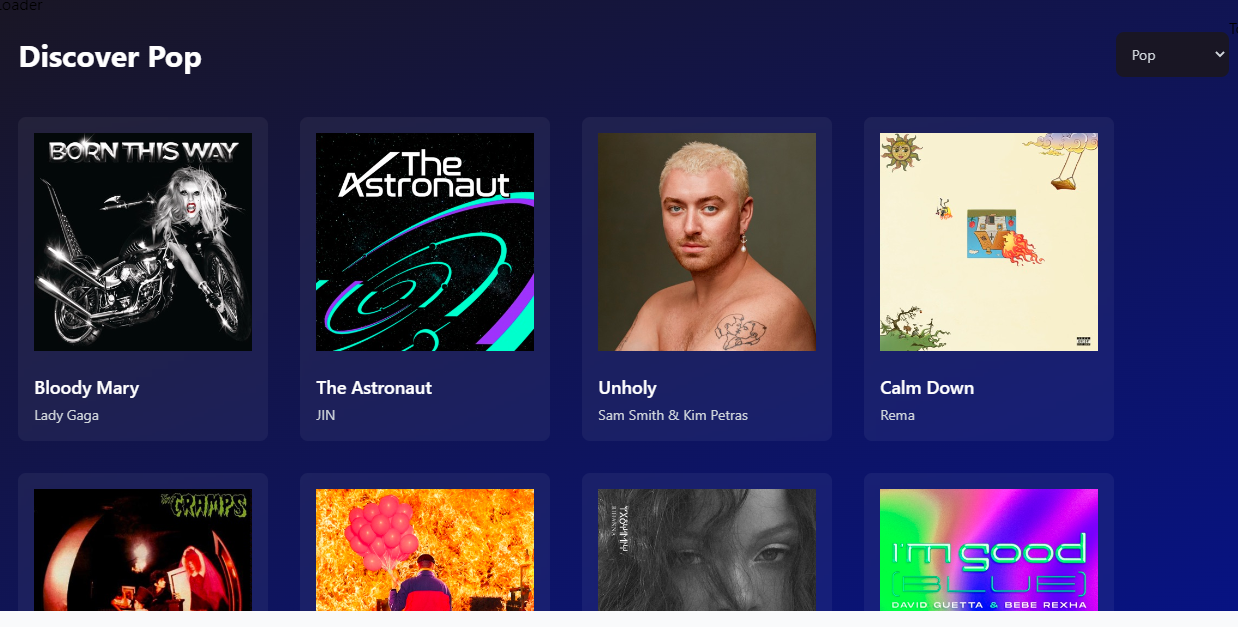 Loader
Discover Pop
Pop
BORN THIS WAY
The
Astronaut
Bloody Mary
Lady Gaga
The Astronaut
JIN
Unholy
Sam Smith & Kim Petras
Calm Down
Rema
THE CRAMPS
I'm good
(BLUE)
DAVID GUETTA & BEBE REXHA